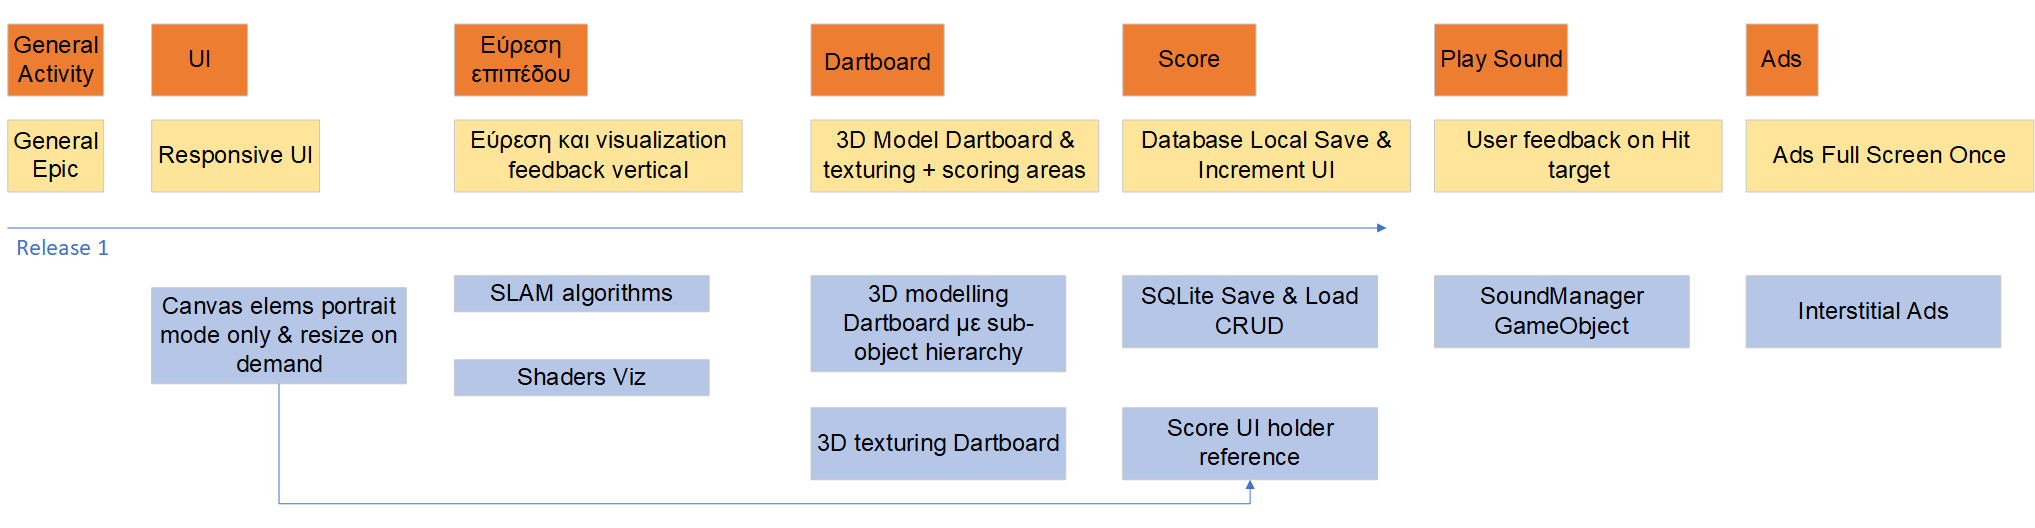 General
Activity
UI
Εύρεση
επιπέδου
Dartboard
Score
Play Sound
Ads
General
Epic
Responsive UI
Εύρεση και visualization
feedback vertical
3D Model Dartboard &
texturing + scoring areas
Database Local Save &
Increment UI
User feedback on Hit
target
Ads Full Screen Once
Release 1
Canvas elems portrait
mode only & resize on
demand
SLAM algorithms
Shaders Viz
3D modelling
Dartboard με sub-
object hierarchy
3D texturing Dartboard
SQLite Save & Load
CRUD
Score UI holder
reference
SoundManager
GameObject
Interstitial Ads